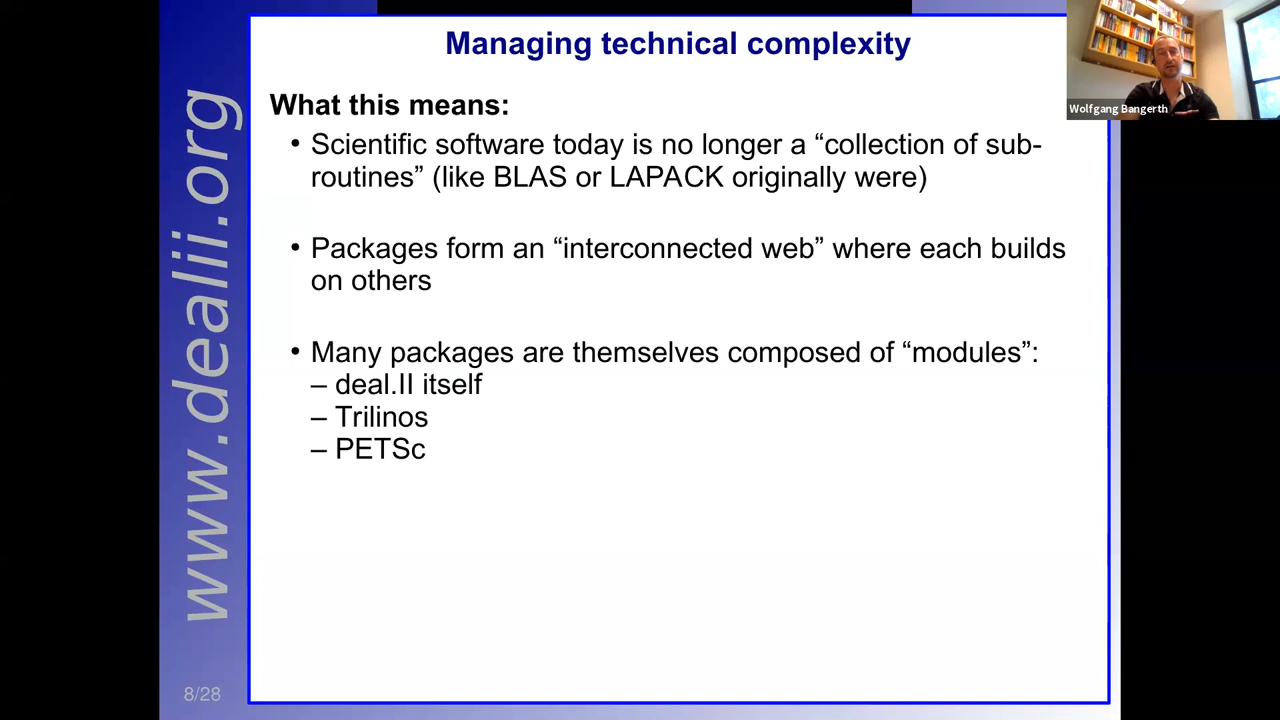 Managing technical complexity
Wolfgang Bangerth
What this means:
• Scientific software today is no longer a “collection of sub-
routines” (like BLAS or LAPACK originally were)
• Packages form an “interconnected web” where each builds
on others
• Many packages are themselves composed of “modules”:
– deal.II itself
– Trilinos
– PETSc
www.dealii.org
8/28